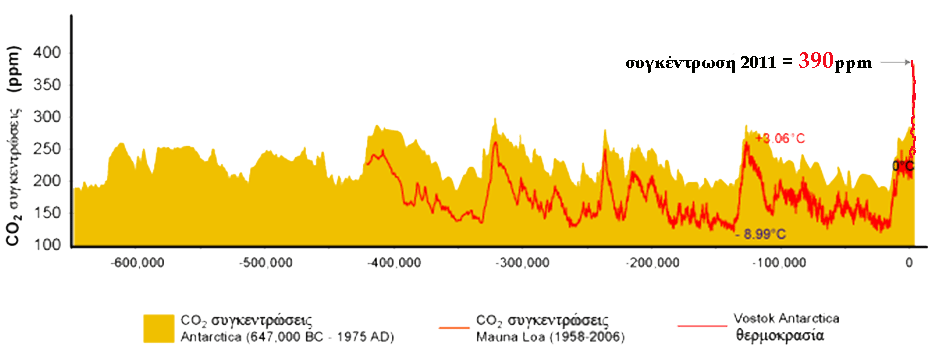 CO₂ συγκεντρώσεις (ppm)
400
350
300
250
200
150
100
συγκέντρωση 2011 = 390ppm
+3.06°C
0°C
- 8.99°C
-600,000
-500,000
-400,000
-300,000
-200,000
-100,000
0
CO₂ συγκεντρώσεις
Antarctica (647,000 BC - 1975 AD)
CO₂ συγκεντρώσεις
Mauna Loa (1958-2006)
Vostok Antarctica
θερμοκρασία